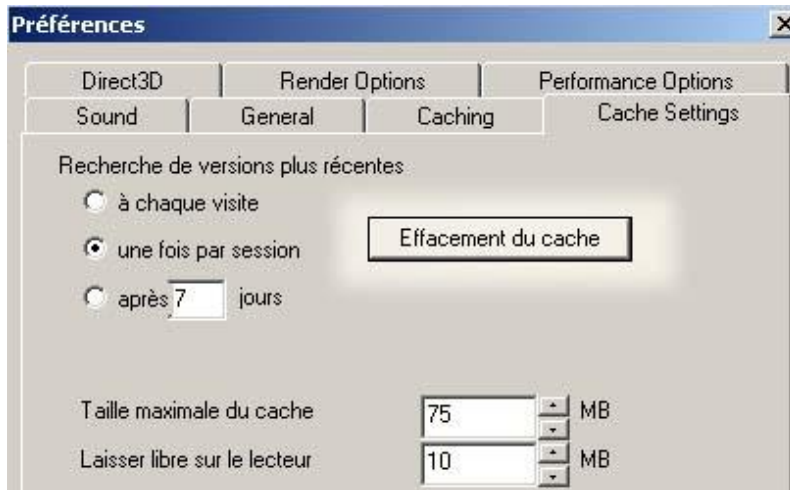 Préférences
Direct3D Render Options Performance Options
Sound General Caching Cache Settings
Recherche de versions plus récentes
à chaque visite
une fois par session
Effacement du cache
après 7 jours
Taille maximale du cache 75 MB
Laisser libre sur le lecteur 10 MB